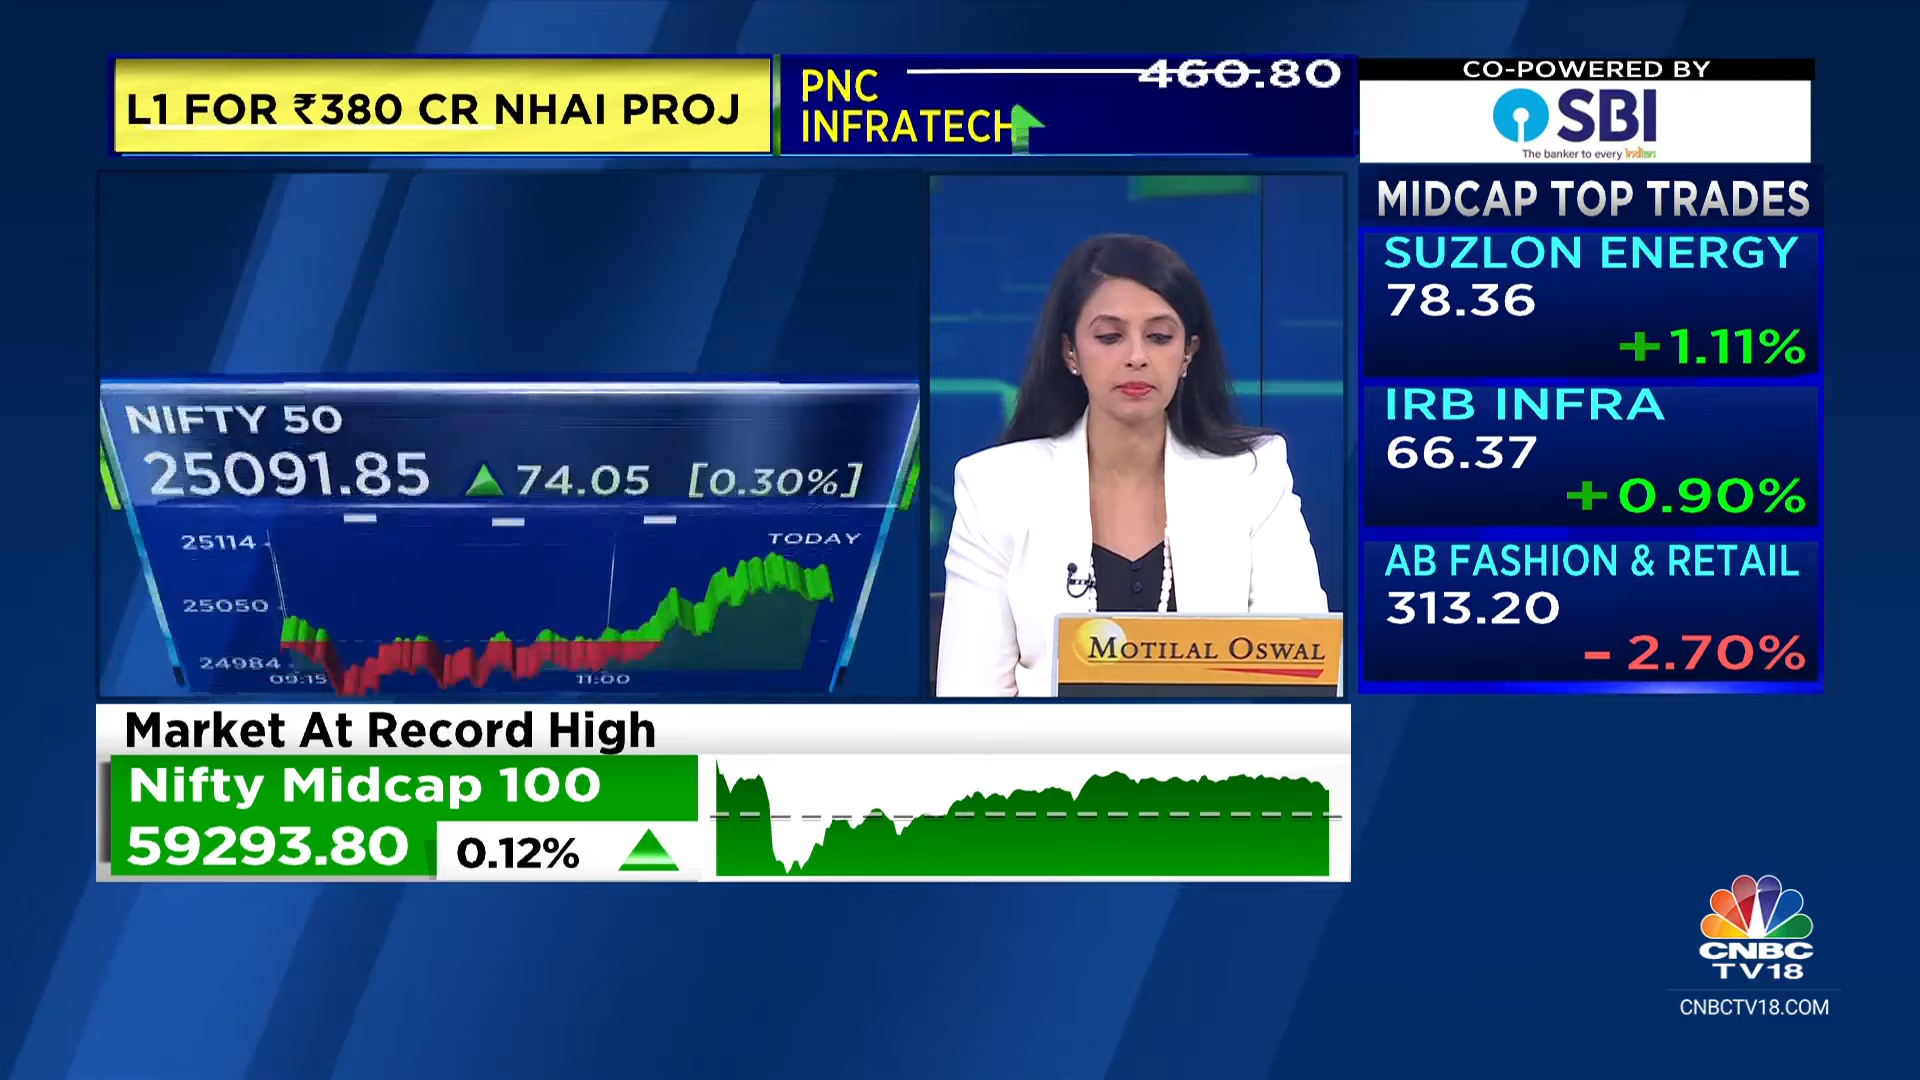 L1 FOR ₹380 CR NHAI PROJ
PNC
INFRATECH
460.80
CO-POWERED BY
SBI
The banker to every Indian
MIDCAP TOP TRADES
SUZLON ENERGY
78.36
+1.11%
IRB INFRA
66.37
+0.90%
AB FASHION & RETAIL
313.20
- 2.70%
NIFTY 50
25091.85 ▲ 74.05 [0.30%]
TODAY
25114
25050
24984
09:15 11:00
MOTILAL OSWAL
Market At Record High
Nifty Midcap 100
59293.80 0.12%
CNBC
TV18
CNBCTV18.COM